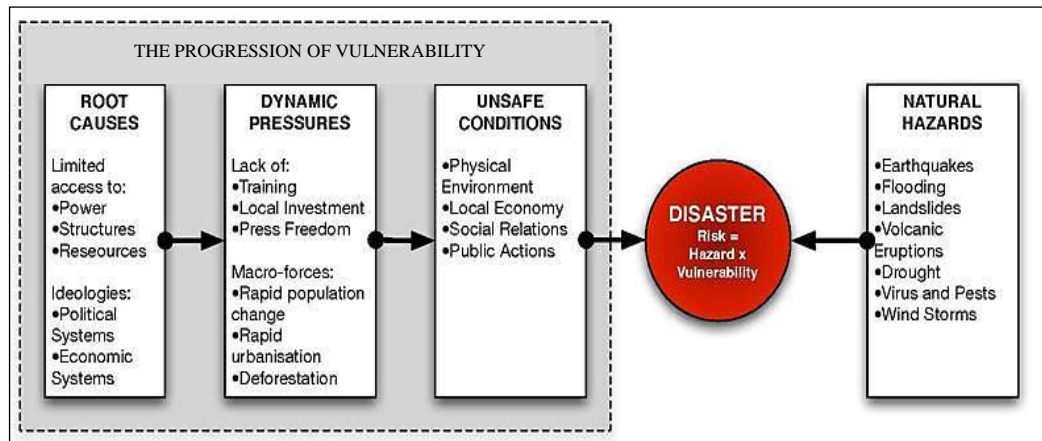 THE PROGRESSION OF VULNERABILITY
ROOT
CAUSES
Limited
access to:
•Power
•Structures
•Reseources
Ideologies:
•Political
Systems
•Economic
Systems
DYNAMIC
PRESSURES
Lack of:
•Training
•Local Investment
•Press Freedom
Macro-forces:
•Rapid population
change
•Rapid
urbanisation
•Deforestation
UNSAFE
CONDITIONS
•Physical
Environment
•Local Economy
•Social Relations
•Public Actions
DISASTER
Risk =
Hazard x
Vulnerability
NATURAL
HAZARDS
•Earthquakes
•Flooding
•Landslides
•Volcanic
Eruptions
•Drought
•Virus and Pests
•Wind Storms